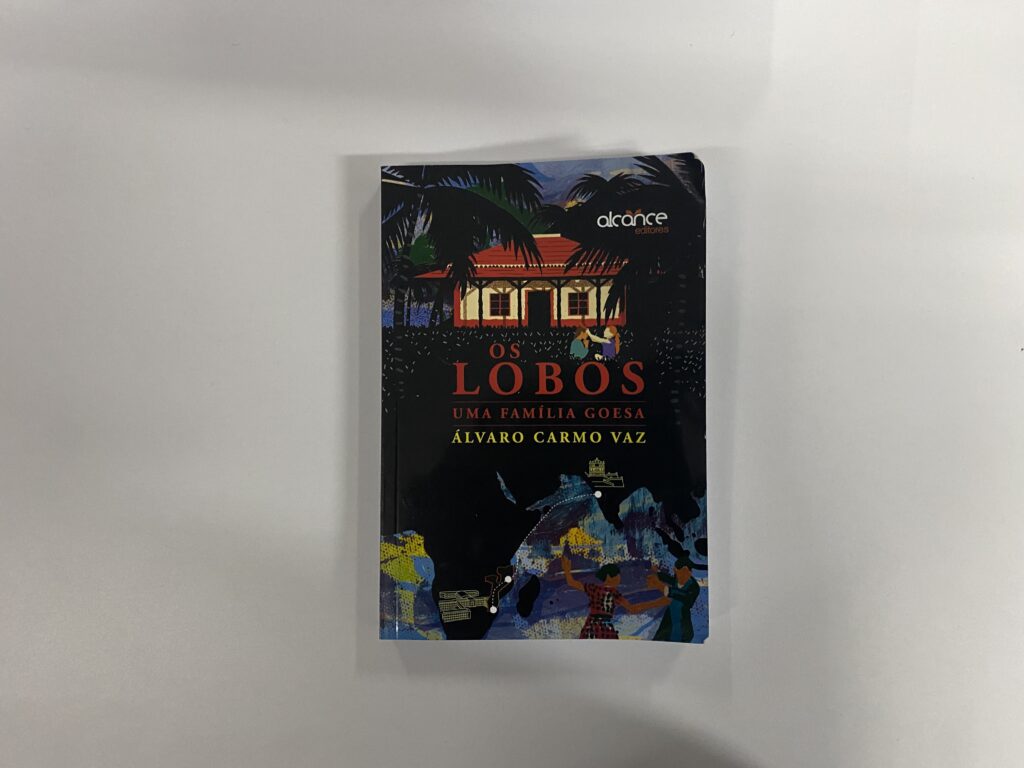 alcance
editores
OS
LOBOS
UMA FAMÍLIA GOESA
ÁLVARO CARMO VAZ